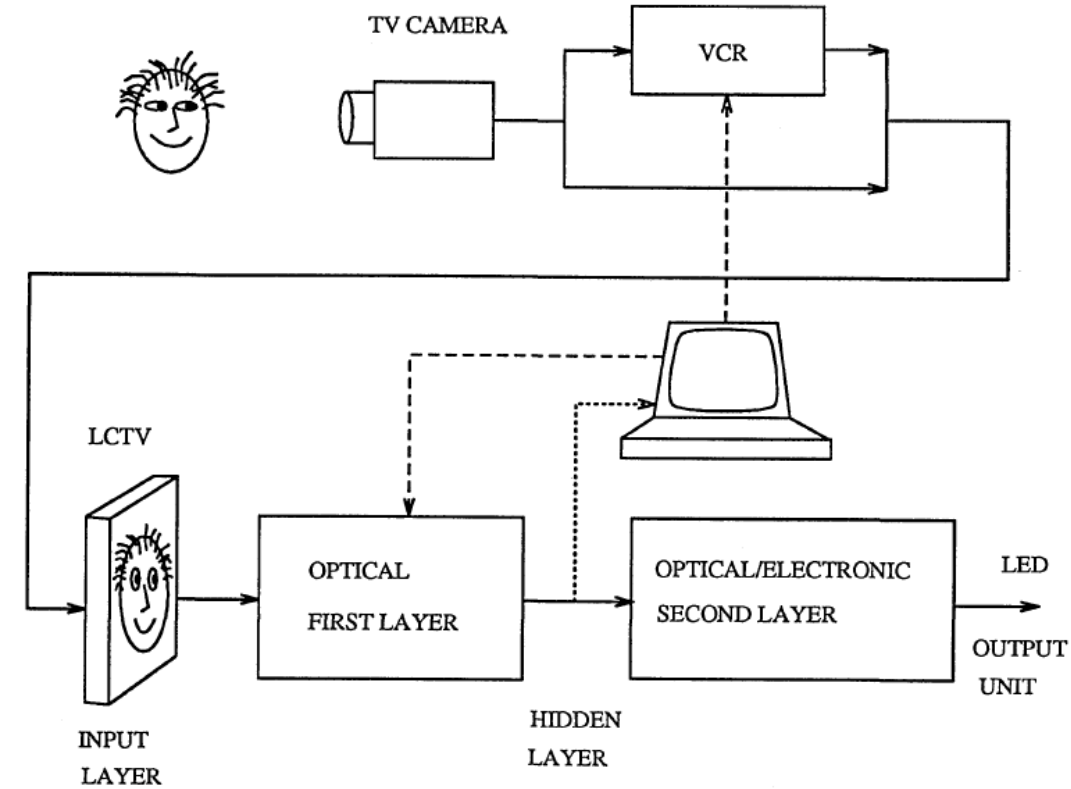 TV CAMERA
VCR
LCTV
OPTICAL
FIRST LAYER
OPTICAL/ELECTRONIC
SECOND LAYER
LED
OUTPUT
UNIT
HIDDEN
LAYER
INPUT
LAYER